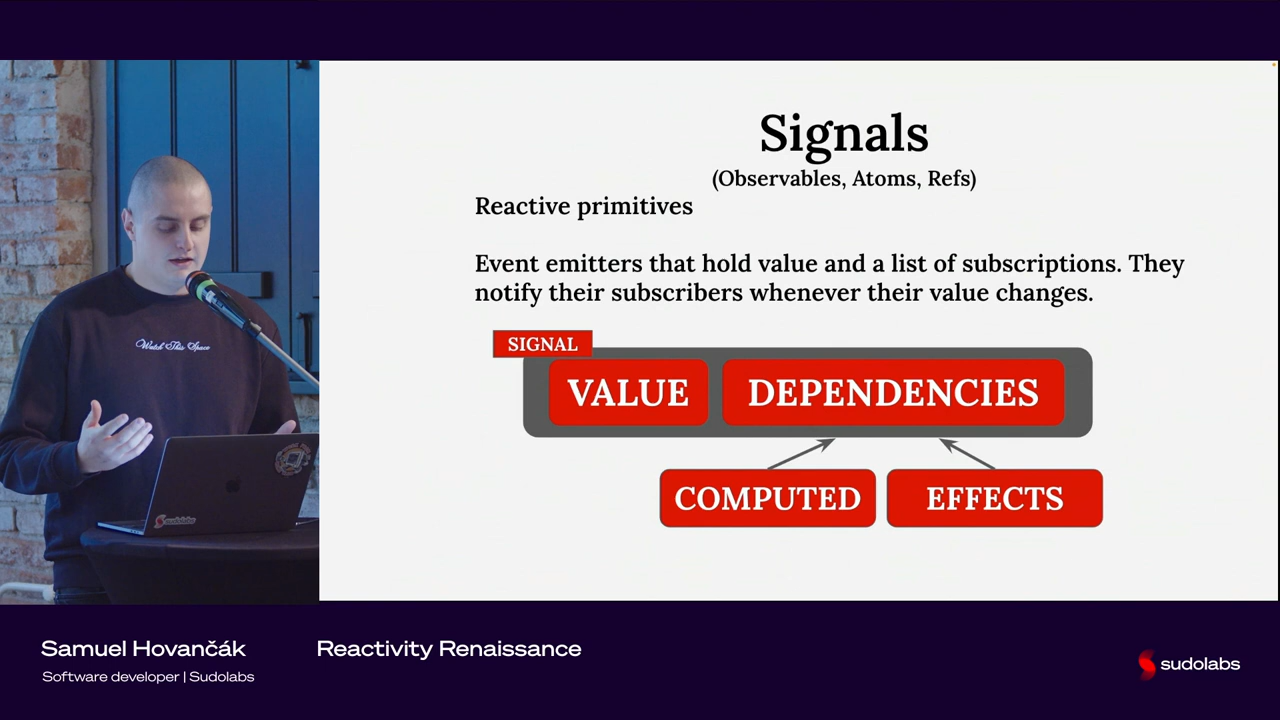 Signals
(Observables, Atoms, Refs)
Reactive primitives
Event emitters that hold value and a list of subscriptions. They
notify their subscribers whenever their value changes.
SIGNAL
VALUE DEPENDENCIES
COMPUTED EFFECTS
Watch This Space
sudolabs
Samuel Hovančák
Reactivity Renaissance
Software developer | Sudolabs
sudolabs